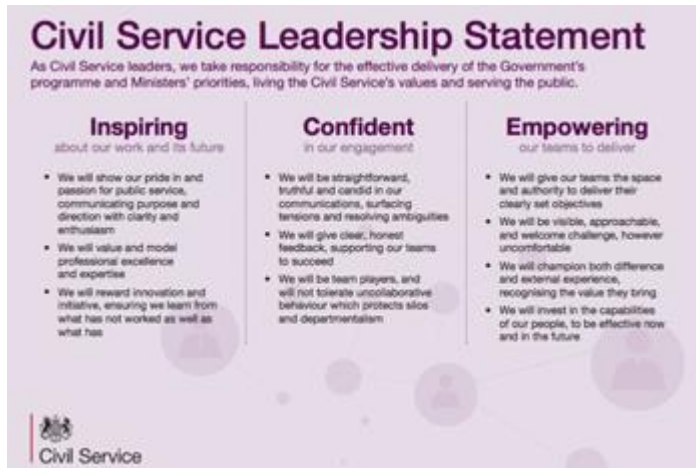 Civil Service Leadership Statement
As Civil Service leaders, we take responsibility for the effective delivery of the Government's
programme and Ministers' priorities, living the Civil Service's values and serving the public.
Inspiring
about our work and its future
• We will show our pride in and
passion for public service,
communicating purpose and
direction with clarity and
enthusiasm
• We will value and model
professional excellence
and expertise
• We will reward innovation and
initiative, ensuring we learn from
what has not worked as well as
what has
Confident
in our engagement
• We will be straightforward,
truthful and candid in our
communications, surfacing
tensions and resolving ambiguities
• We will give clear, honest
feedback, supporting our teams
to succeed
• We will be team players, and
will not tolerate uncollaborative
behaviour which protects silos
and departmentalism
Empowering
our teams to deliver
• We will give our teams the space
and authority to deliver their
clearly set objectives
• We will be visible, approachable,
and welcome challenge, however
uncomfortable
• We will champion both difference
and external experience,
recognising the value they bring
• We will invest in the capabilities
of our people, to be effective now
and in the future
Civil Service